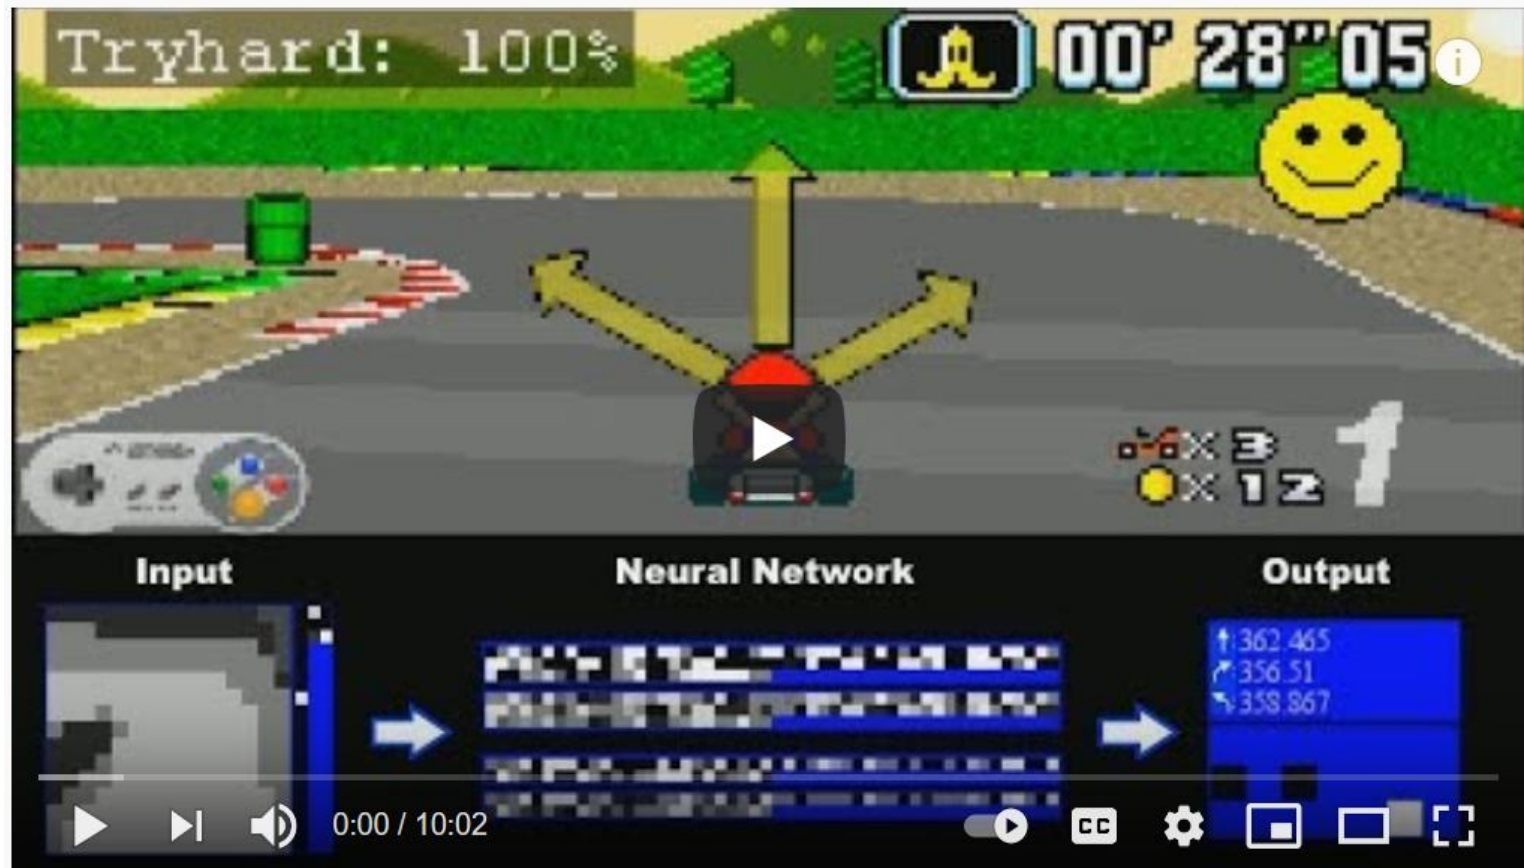 Tryhard: 100%
00' 28"05
i
x 3
x 12
1
Input
Neural Network
Output
362.465
356.51
358.867
0:00 / 10:02
CC